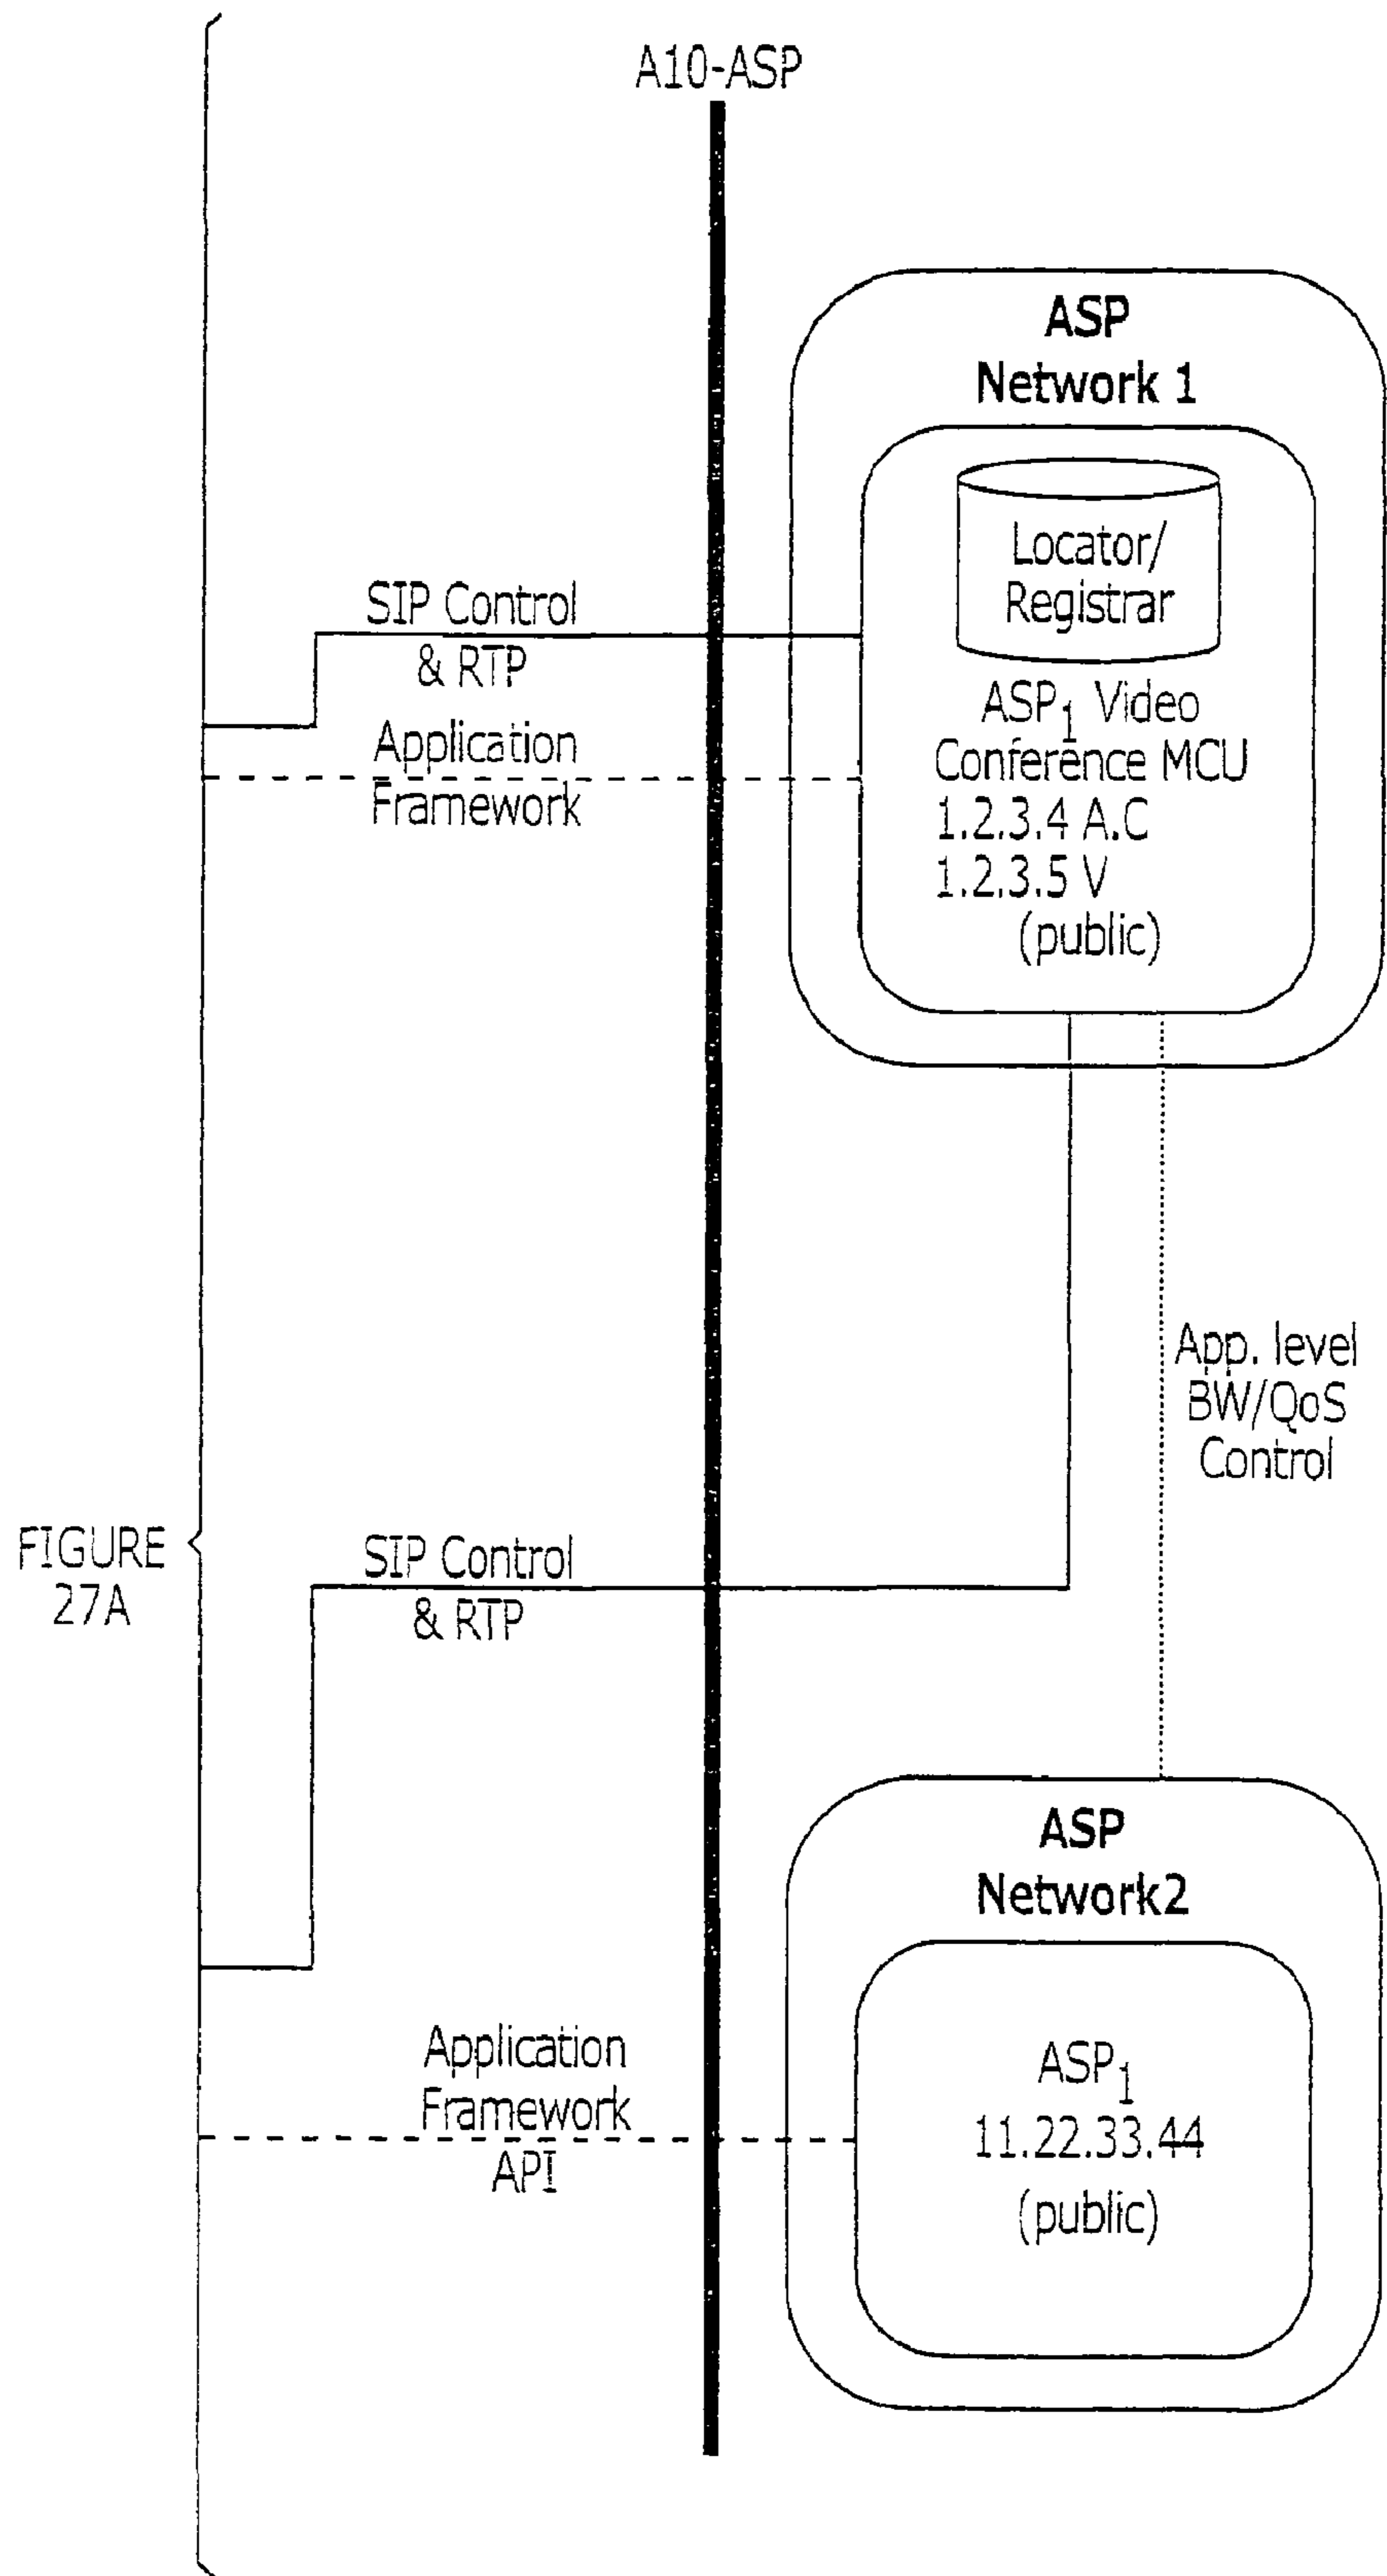 A10-ASP
ASP
Network 1
Locator/
Registrar
SIP Control
& RTP
ASP1 Video
Conference MCU
1.2.3.4 A.C
1.2.3.5 V
(public)
Application
Framework
App. level
BW/QoS
Control
FIGURE
27A
SIP Control
& RTP
ASP
Network2
Application
Framework
API
ASP1
11.22.33.44
(public)